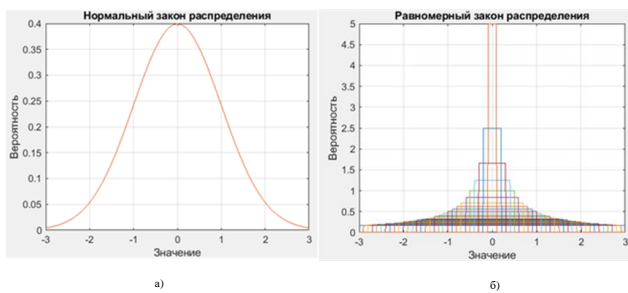 Нормальный закон распределения
0.4
0.35
0.3
0.25
0.2
0.15
0.1
0.05
0
Вероятность
-3 -2 -1 0 1 2 3
Значение
а)
Равномерный закон распределения
5
4.5
4
3.5
3
2.5
2
1.5
1
0.5
0
Вероятность
-3 -2 -1 0 1 2 3
Значение
б)